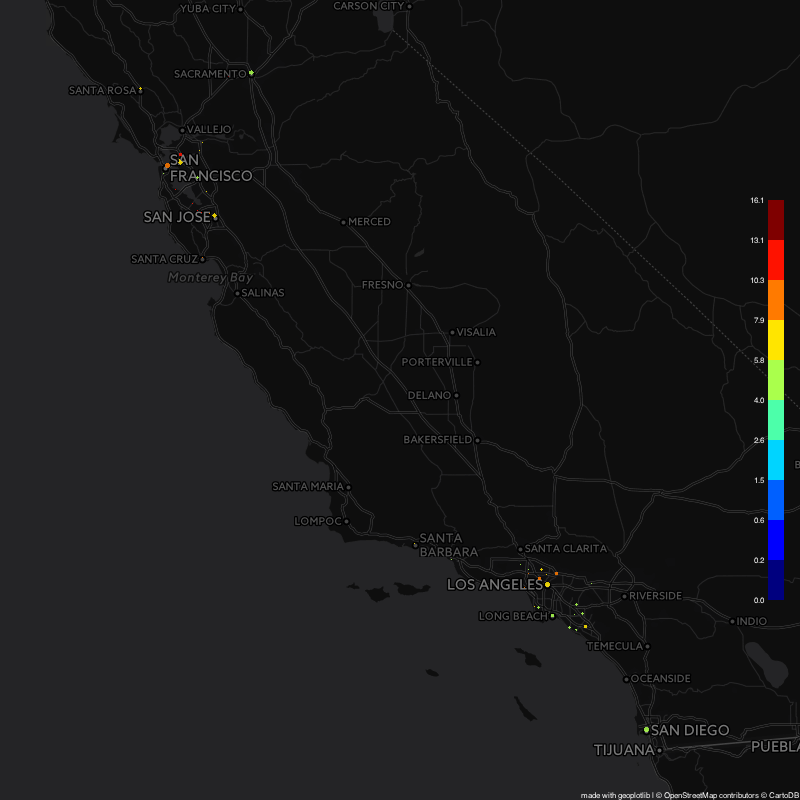 YUBA CITY
CARSON CITY
SACRAMENTO
SANTA ROSA
VALLEJO
SAN
FRANCISCO
SAN JOSE
MERCED
SANTA CRUZ
Monterey Bay
SALINAS
FRESNO
VISALIA
PORTERVILLE
DELANO
BAKERSFIELD
SANTA MARIA
LOMPOC
SANTA
BARBARA
SANTA CLARITA
LOS ANGELES
RIVERSIDE
LONG BEACH
INDIO
TEMECULA
OCEANSIDE
SAN DIEGO
TIJUANA
PUEBLA
16.1
13.1
10.3
7.9
5.8
4.0
2.6
1.5
0.6
0.2
0.0
B
made with geoplotlib | © OpenStreetMap contributors © CartoDB